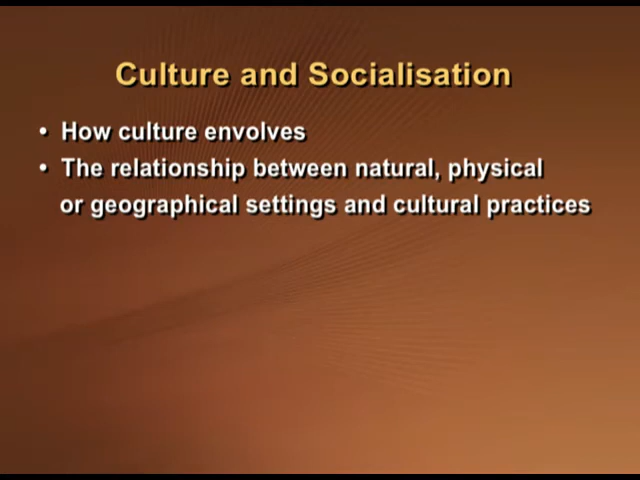 Culture and Socialisation
• How culture envolves
• The relationship between natural, physical
or geographical settings and cultural practices